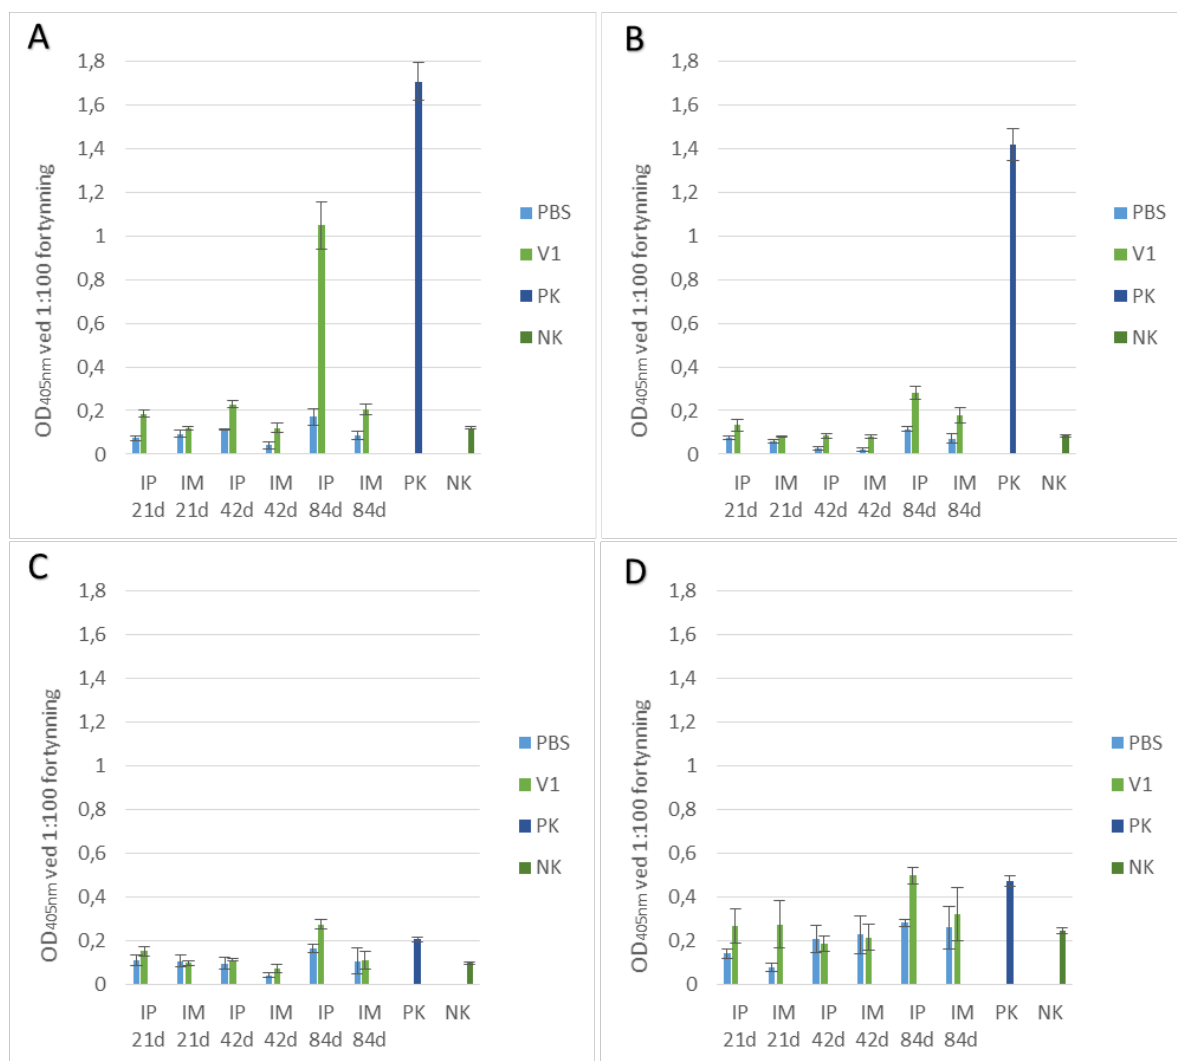 A
OD405nm ved 1:100 fortynning
1,8
1,6
1,4
1,2
1
0,8
0,6
0,4
0,2
0
IP IM IP IM IP IM PK NK
21d 21d 42d 42d 84d 84d
PBS
V1
PK
NK
B
OD405nm ved 1:100 fortynning
1,8
1,6
1,4
1,2
1
0,8
0,6
0,4
0,2
0
IP IM IP IM IP IM PK NK
21d 21d 42d 42d 84d 84d
PBS
V1
PK
NK
C
OD405nm ved 1:100 fortynning
1,8
1,6
1,4
1,2
1
0,8
0,6
0,4
0,2
0
IP IM IP IM IP IM PK NK
21d 21d 42d 42d 84d 84d
PBS
V1
PK
NK
D
OD405nm ved 1:100 fortynning
1,8
1,6
1,4
1,2
1
0,8
0,6
0,4
0,2
0
IP IM IP IM IP IM PK NK
21d 21d 42d 42d 84d 84d
PBS
V1
PK
NK